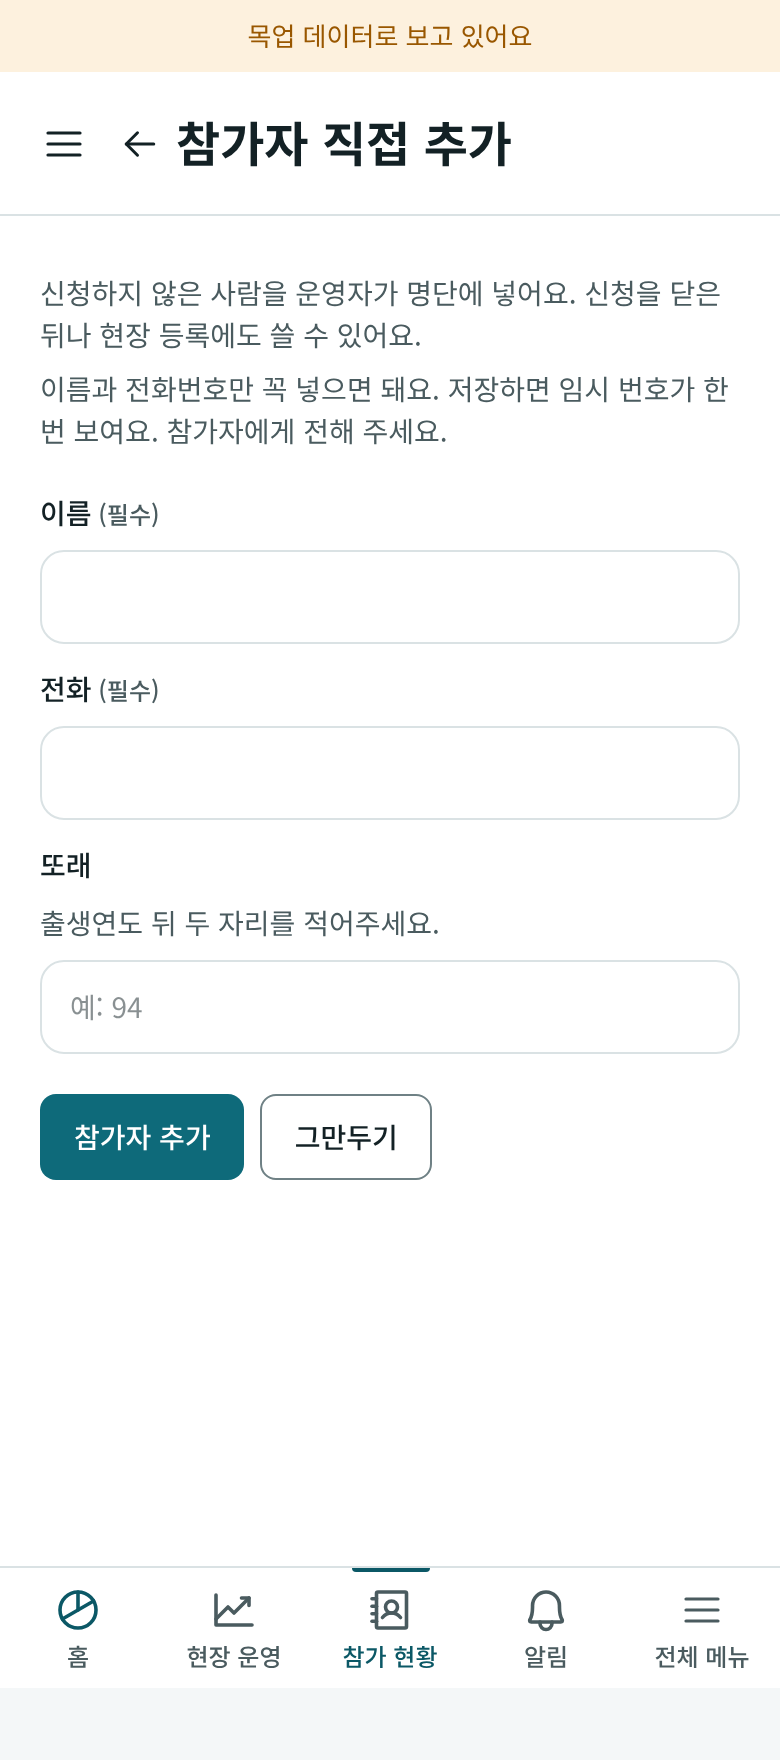 목업 데이터로 보고 있어요
참가자 직접 추가
신청하지 않은 사람을 운영자가 명단에 넣어요. 신청을 닫은
뒤나 현장 등록에도 쓸 수 있어요.
이름과 전화번호만 꼭 넣으면 돼요. 저장하면 임시 번호가 한
번 보여요. 참가자에게 전해 주세요.
이름 (필수)
전화 (필수)
또래
출생연도 뒤 두 자리를 적어주세요.
예: 94
참가자 추가 그만두기
홈 현장 운영 참가 현황 알림 전체 메뉴